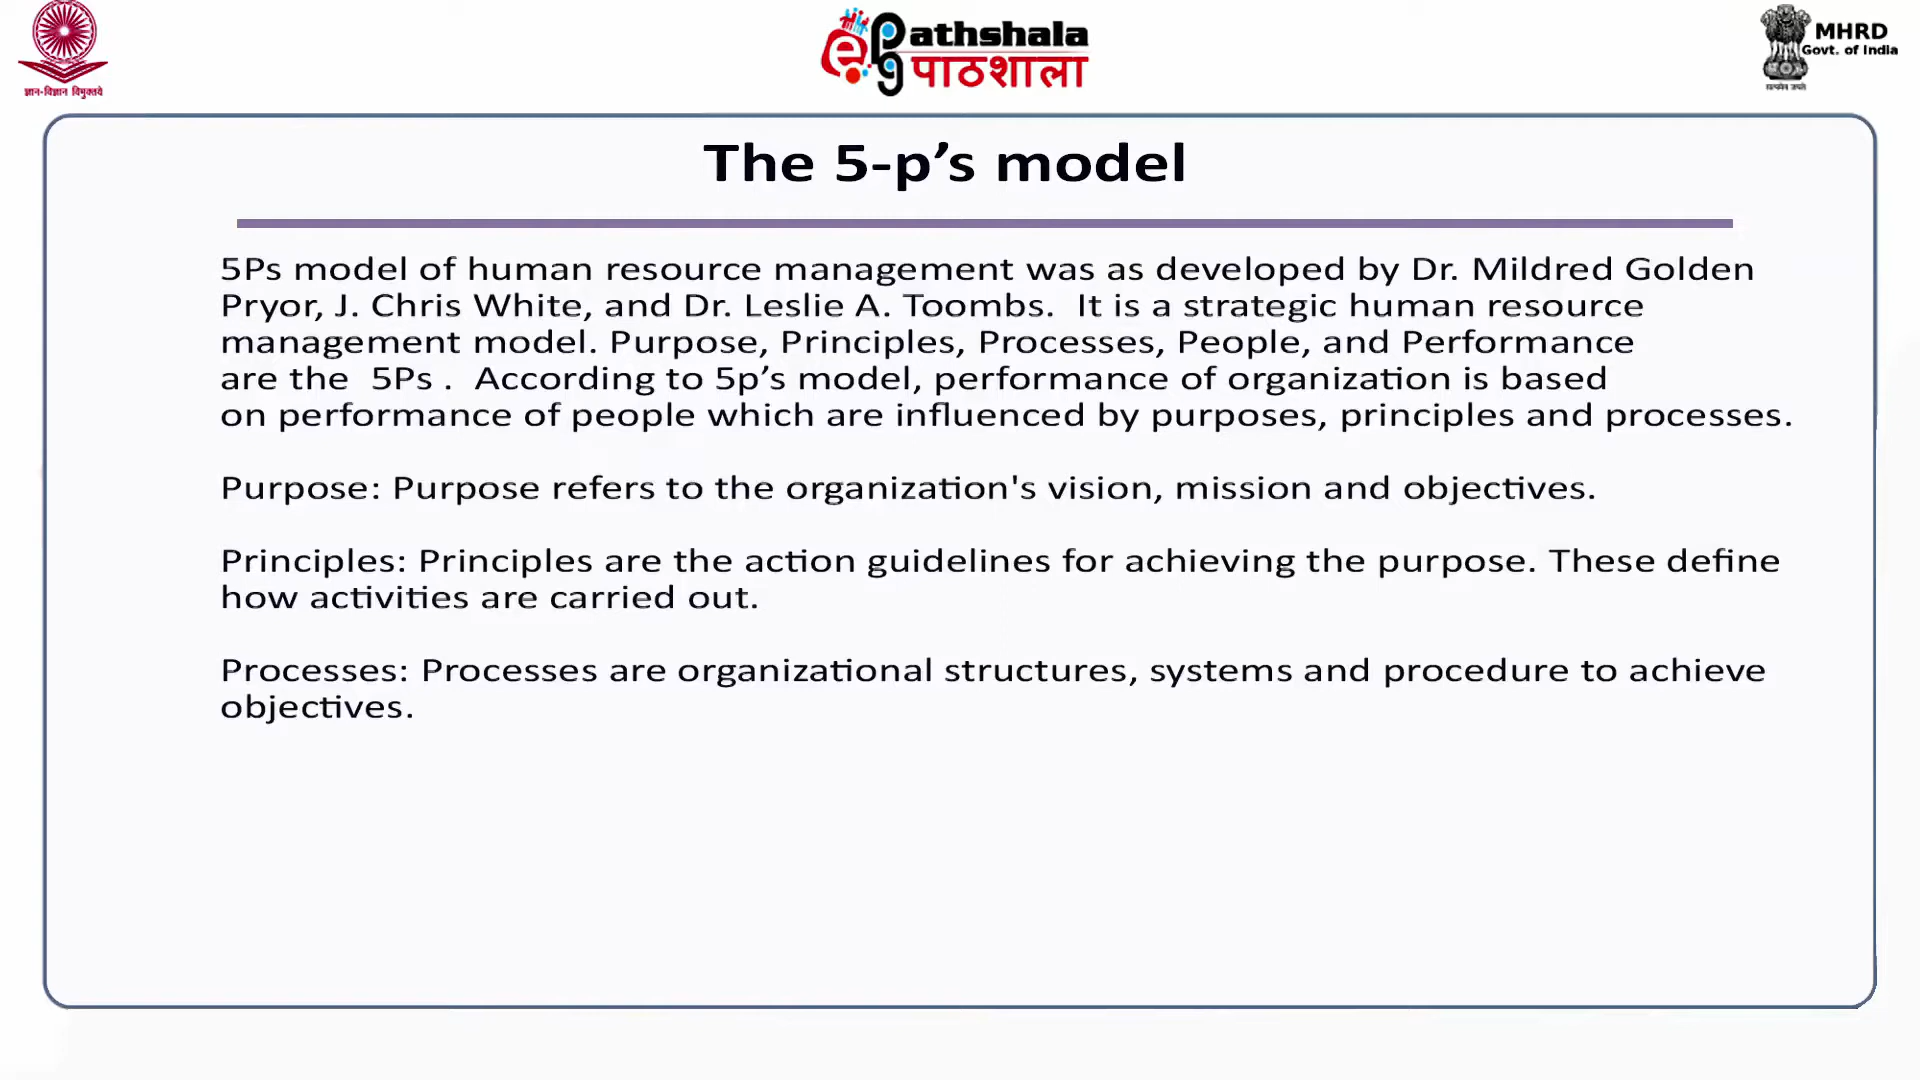 ज्ञान-विज्ञान विमुक्तये
ePG Pathshala
पाठशाला
MHRD
Govt. of India
सत्यमेव जयते
The 5-p’s model
5Ps model of human resource management was as developed by Dr. Mildred Golden
Pryor, J. Chris White, and Dr. Leslie A. Toombs.  It is a strategic human resource
management model. Purpose, Principles, Processes, People, and Performance
are the  5Ps .  According to 5p’s model, performance of organization is based
on performance of people which are influenced by purposes, principles and processes.
Purpose: Purpose refers to the organization's vision, mission and objectives.
Principles: Principles are the action guidelines for achieving the purpose. These define
how activities are carried out.
Processes: Processes are organizational structures, systems and procedure to achieve
objectives.